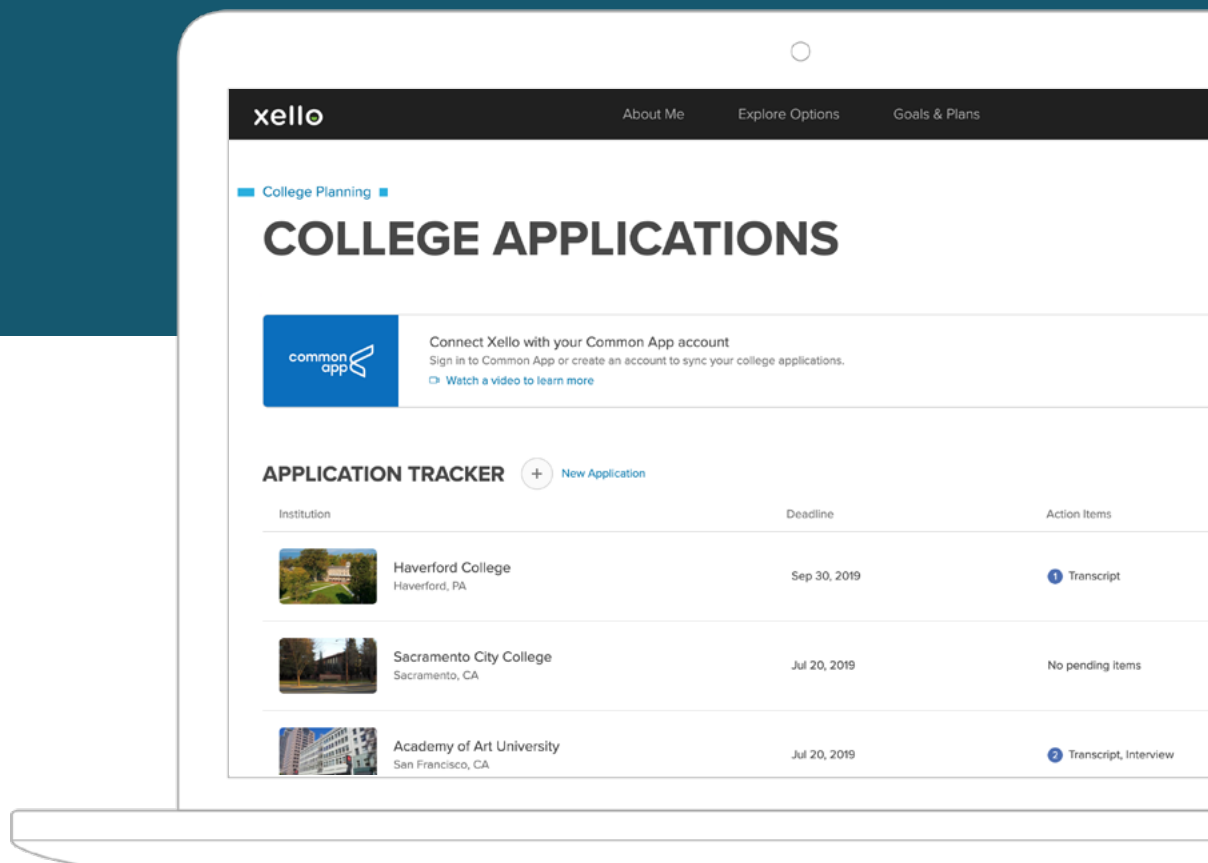 xello
About Me Explore Options Goals & Plans
College Planning
COLLEGE APPLICATIONS
common
app
Connect Xello with your Common App account
Sign in to Common App or create an account to sync your college applications.
Watch a video to learn more
APPLICATION TRACKER + New Application
Institution Deadline Action Items
Haverford College
Haverford, PA
Sep 30, 2019
1 Transcript
Sacramento City College
Sacramento, CA
Jul 20, 2019
No pending items
Academy of Art University
San Francisco, CA
Jul 20, 2019
2 Transcript, Interview